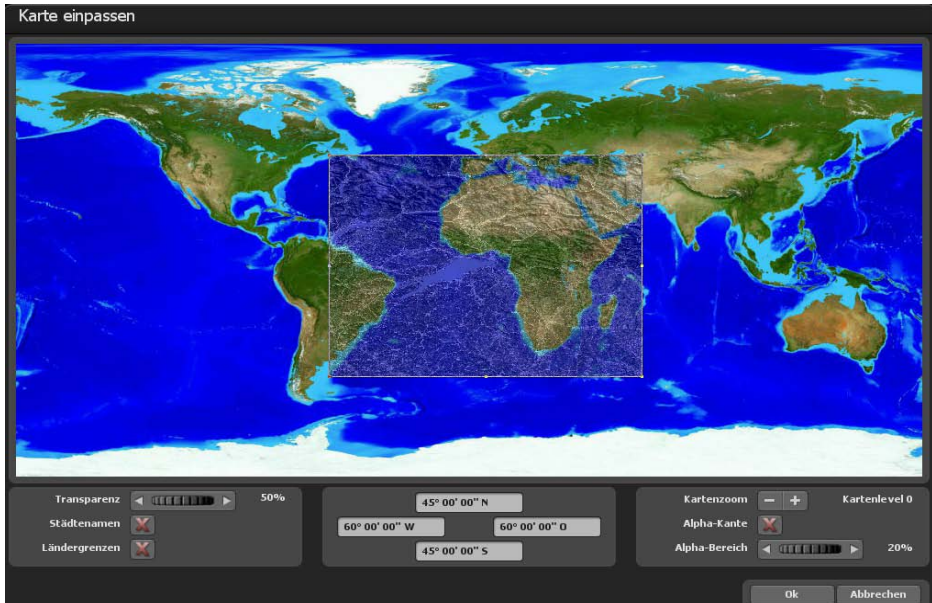 Karte einpassen
Transparenz 50%
Städtenamen
Ländergrenzen
45° 00' 00" N
60° 00' 00" W
60° 00' 00" O
45° 00' 00" S
Kartenzoom Kartenlevel 0
Alpha-Kante
Alpha-Bereich 20%
Ok
Abbrechen